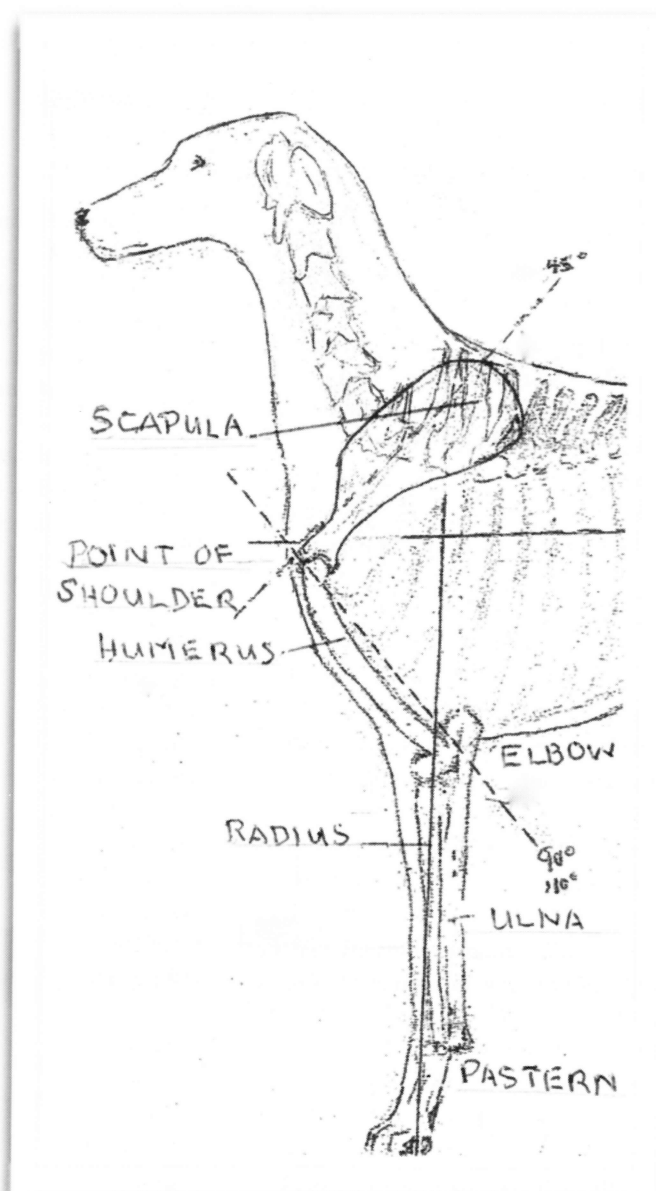 45°
SCAPULA
POINT OF
SHOULDER
HUMERUS
ELBOW
RADIUS
90°
110°
ULNA
PASTERN